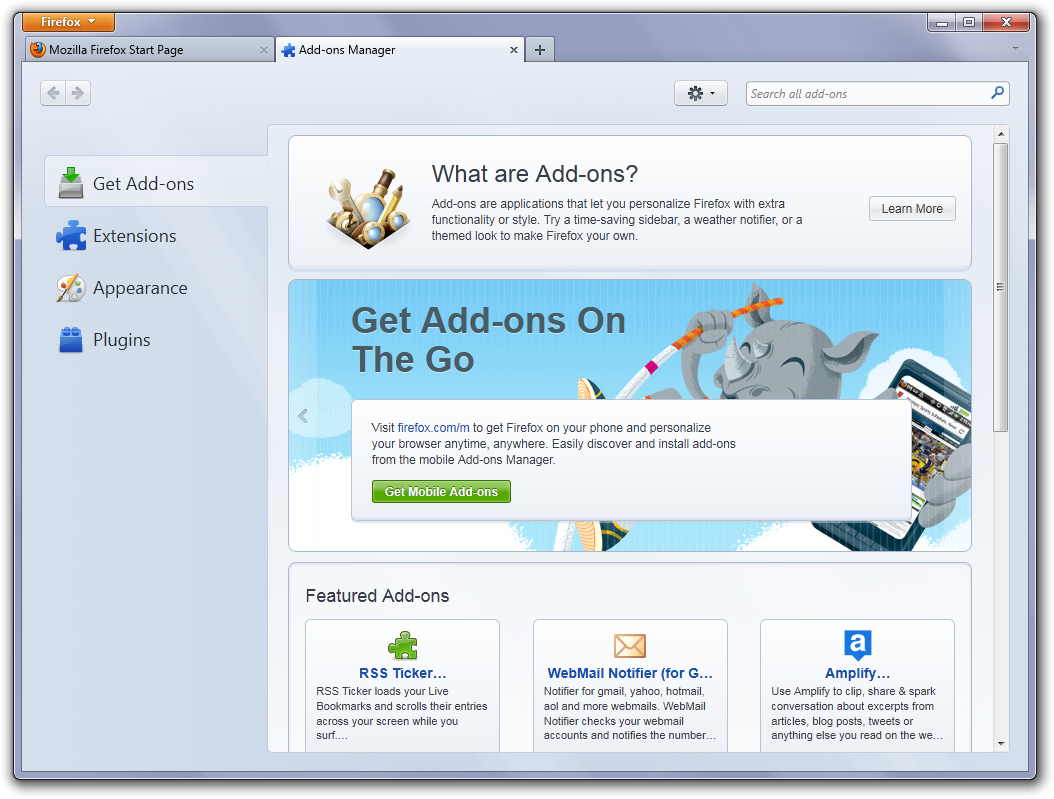 Firefox
Mozilla Firefox Start Page
Add-ons Manager
Search all add-ons
Get Add-ons
Extensions
Appearance
Plugins
What are Add-ons?
Add-ons are applications that let you personalize Firefox with extra
functionality or style. Try a time-saving sidebar, a weather notifier, or a
themed look to make Firefox your own.
Learn More
Get Add-ons On
The Go
Visit firefox.com/m to get Firefox on your phone and personalize
your browser anytime, anywhere. Easily discover and install add-ons
from the mobile Add-ons Manager.
Get Mobile Add-ons
Featured Add-ons
RSS Ticker…
RSS Ticker loads your Live
Bookmarks and scrolls their entries
across your screen while you
surf.…
WebMail Notifier (for G…
Notifier for gmail, yahoo, hotmail,
aol and more webmails. WebMail
Notifier checks your webmail
accounts and notifies the number…
a
Amplify…
Use Amplify to clip, share & spark
conversation about excerpts from
articles, blog posts, tweets or
anything else you read on the we…